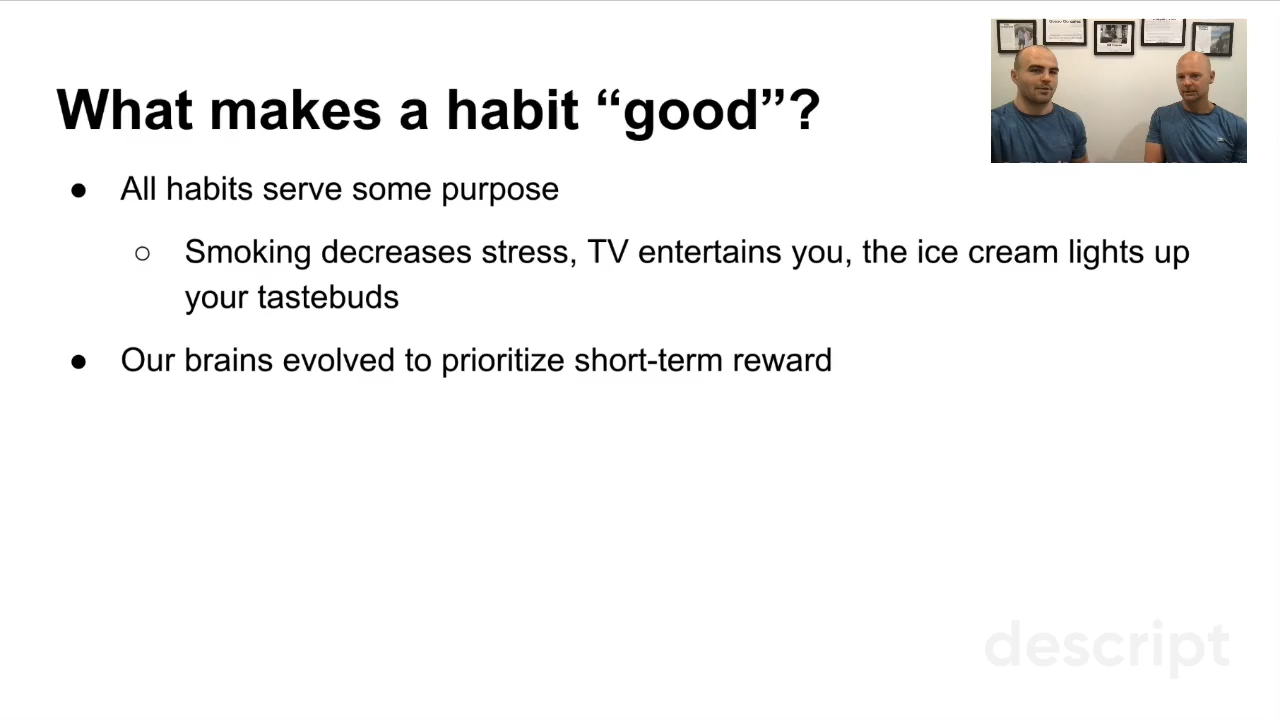 What makes a habit “good”?
● All habits serve some purpose
○ Smoking decreases stress, TV entertains you, the ice cream lights up
your tastebuds
● Our brains evolved to prioritize short-term reward
descript